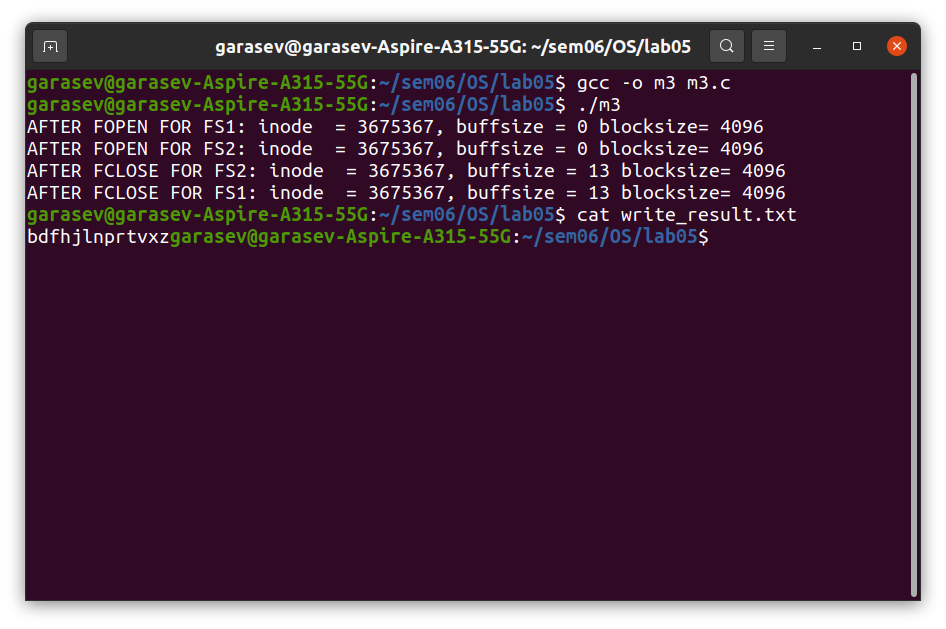 garasev@garasev-Aspire-A315-55G: ~/sem06/OS/lab05
garasev@garasev-Aspire-A315-55G:~/sem06/OS/lab05$ gcc -o m3 m3.c
garasev@garasev-Aspire-A315-55G:~/sem06/OS/lab05$ ./m3
AFTER FOPEN FOR FS1: inode  = 3675367, buffsize = 0 blocksize= 4096
AFTER FOPEN FOR FS2: inode  = 3675367, buffsize = 0 blocksize= 4096
AFTER FCLOSE FOR FS2: inode  = 3675367, buffsize = 13 blocksize= 4096
AFTER FCLOSE FOR FS1: inode  = 3675367, buffsize = 13 blocksize= 4096
garasev@garasev-Aspire-A315-55G:~/sem06/OS/lab05$ cat write_result.txt
bdfhjlnprtvxzgarasev@garasev-Aspire-A315-55G:~/sem06/OS/lab05$